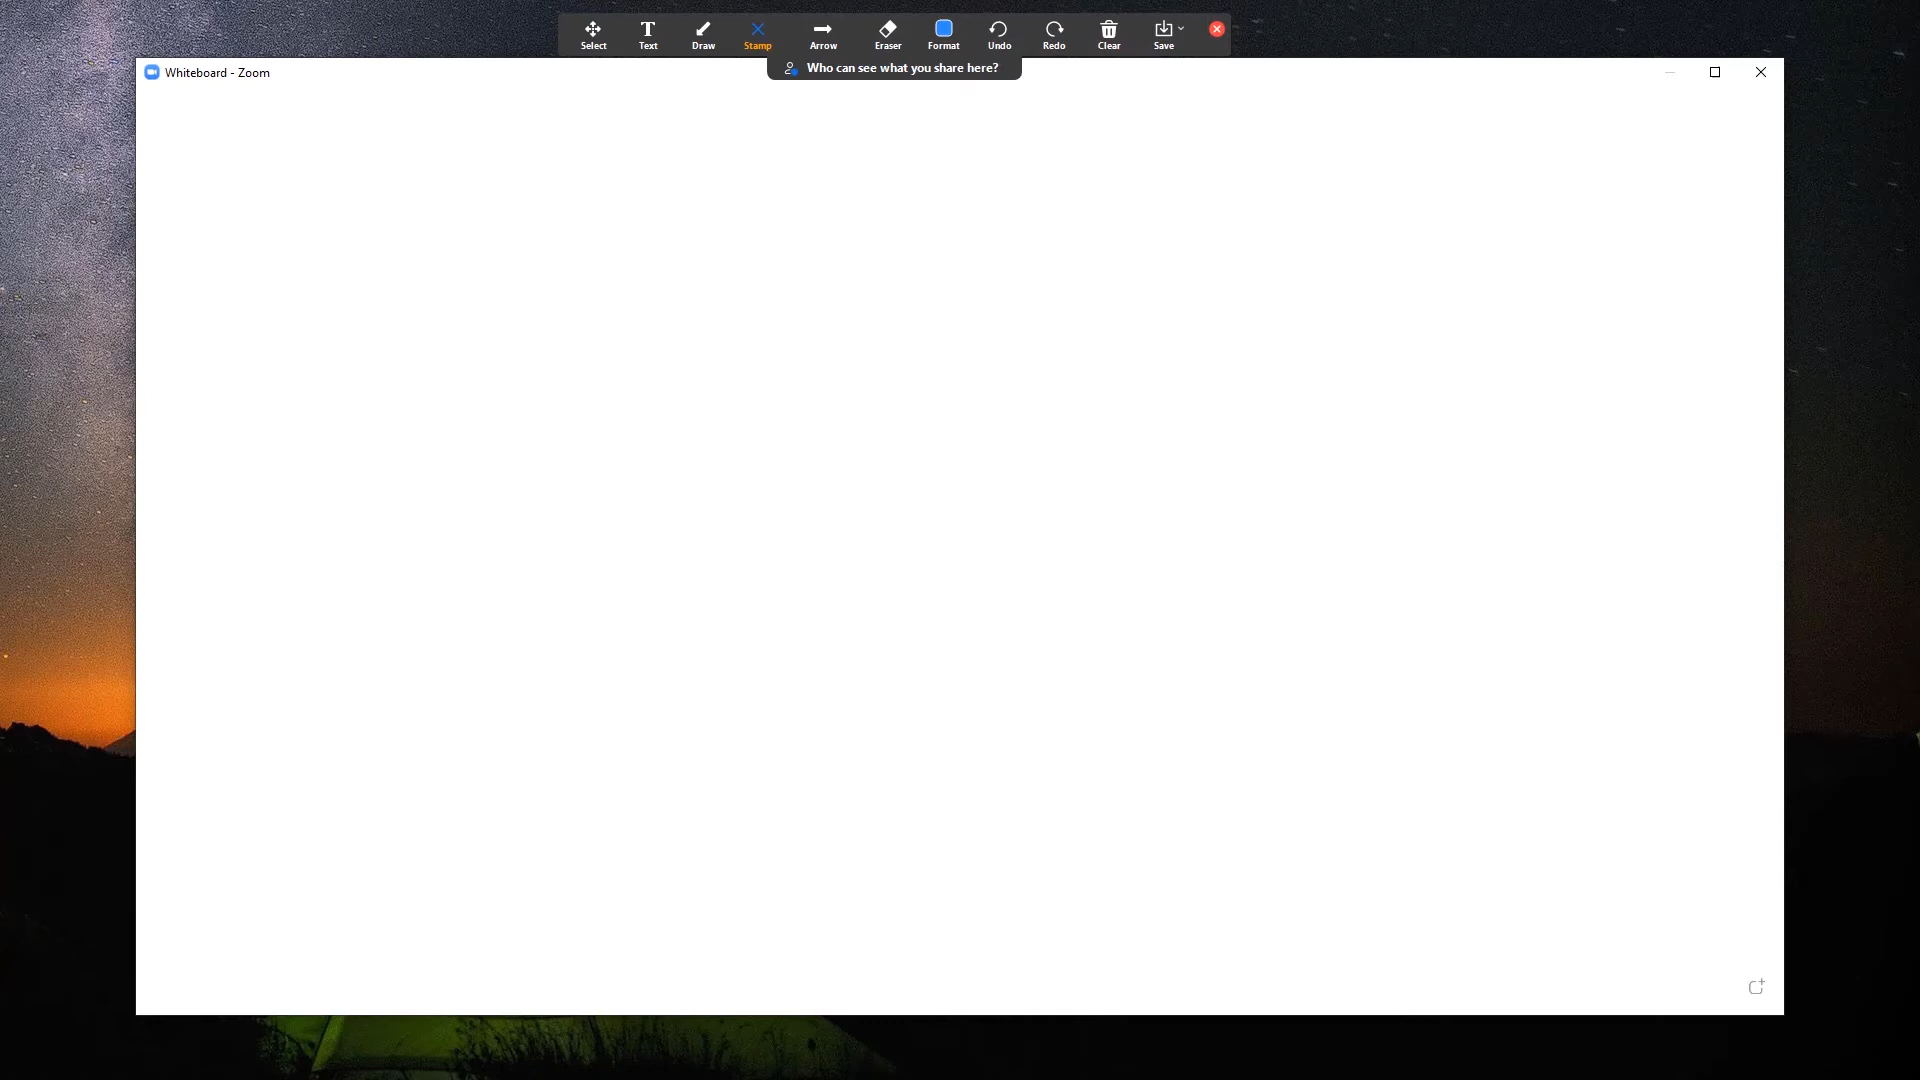 Select Text Draw Stamp Arrow Eraser Format Undo Redo Clear Save
Who can see what you share here?
Whiteboard - Zoom